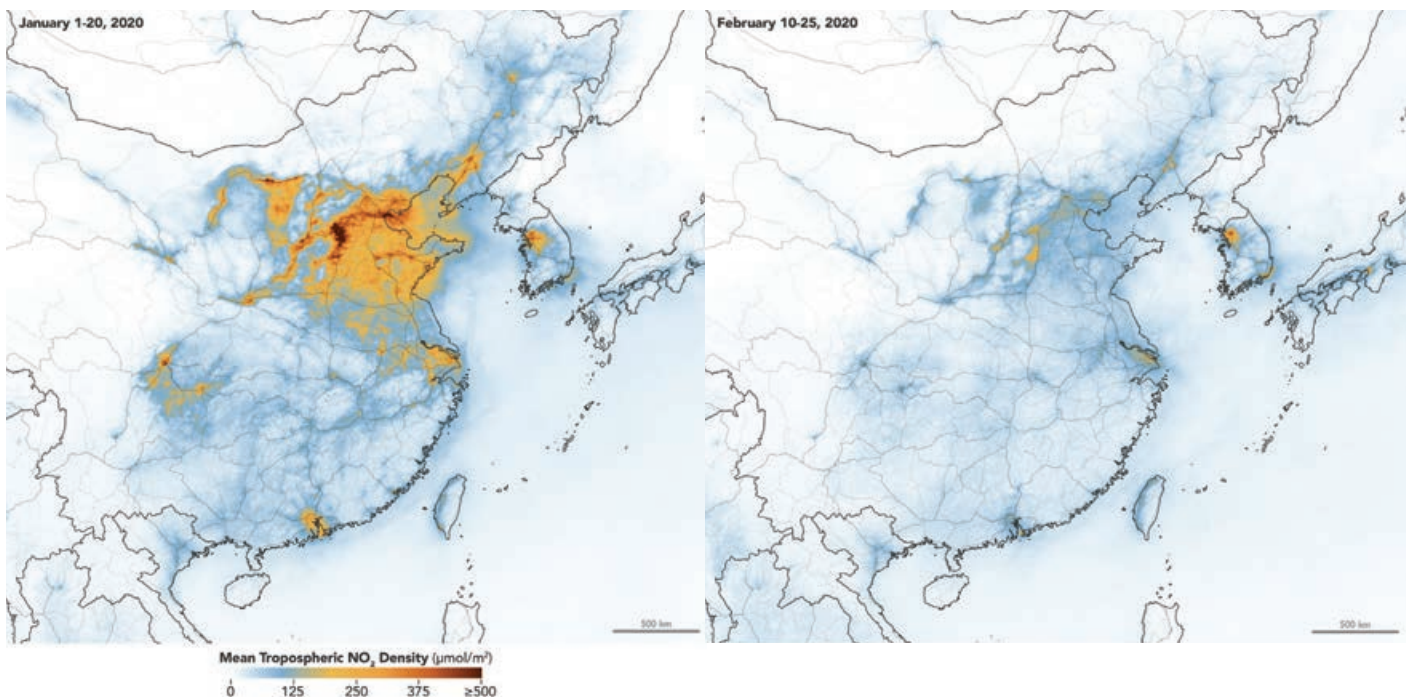 January 1-20, 2020
February 10-25, 2020
500 km
500 km
Mean Tropospheric NO₂ Density (µmol/m²)
0 125 250 375 ≥500